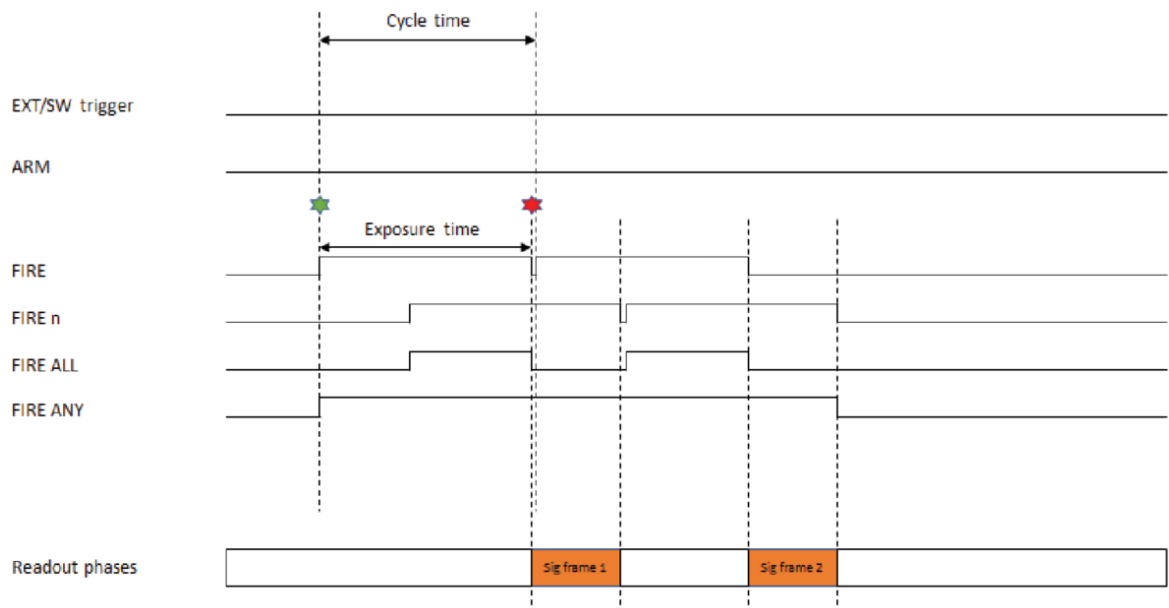 Cycle time
EXT/SW trigger
ARM
Exposure time
FIRE
FIRE n
FIRE ALL
FIRE ANY
Readout phases
Sig frame 1
Sig frame 2